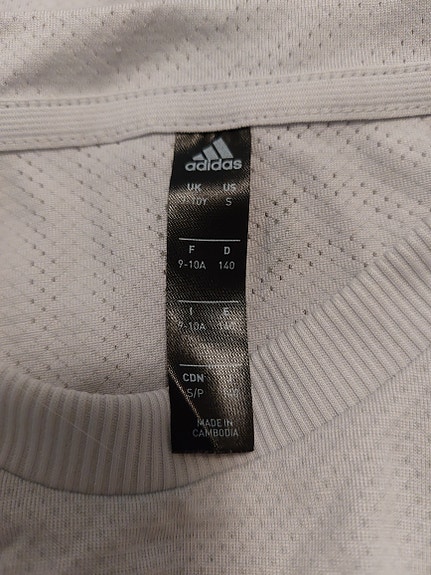 adidas
UK US
10Y S
F D
9-10A 140
I E
9-10A
CDN J
S/P
MADE IN
CAMBODIA